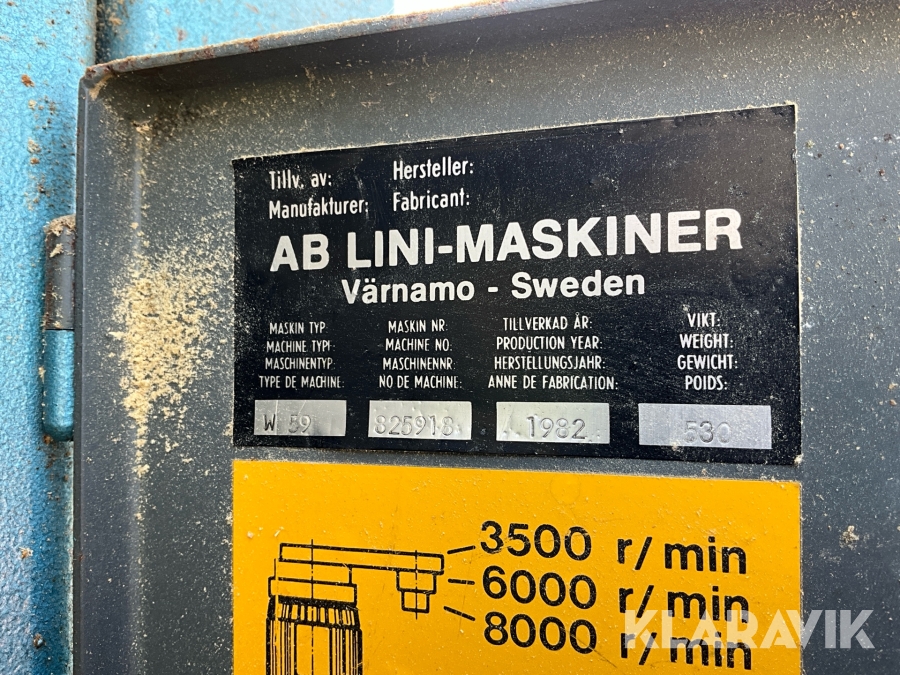 Tillv. av: Hersteller:
Manufakturer: Fabricant:
AB LINI-MASKINER
Värnamo - Sweden
MASKIN TYP: MASKIN NR: TILLVERKAD ÅR: VIKT:
MACHINE TYPE: MACHINE NO: PRODUCTION YEAR: WEIGHT:
MASCHINENTYP: MASCHINENNR: HERSTELLUNGSJAHR: GEWICHT:
TYPE DE MACHINE: NO DE MACHINE: ANNE DE FABRICATION: POIDS:
W 59 825918 1982 530
3500 r/min
6000 r/min
8000 r/min
KLARAVIK